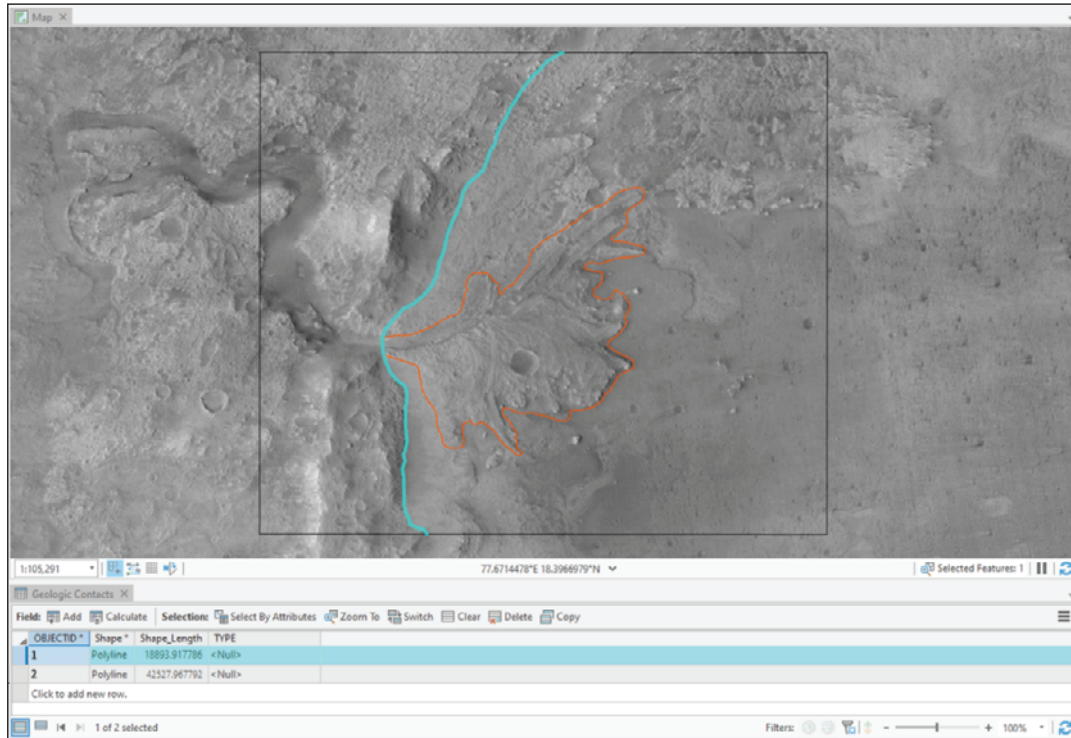 Map
1:105,291 77.6714478°E 18.3966979°N Selected Features: 1
Geologic Contacts
Field: Add Calculate Selection: Select By Attributes Zoom To Switch Clear Delete Copy
OBJECTID * Shape * Shape_Length TYPE
1 Polyline 18893.917786 <Null>
2 Polyline 42527.967792 <Null>
Click to add new row.
1 of 2 selected Filters: - + 100%